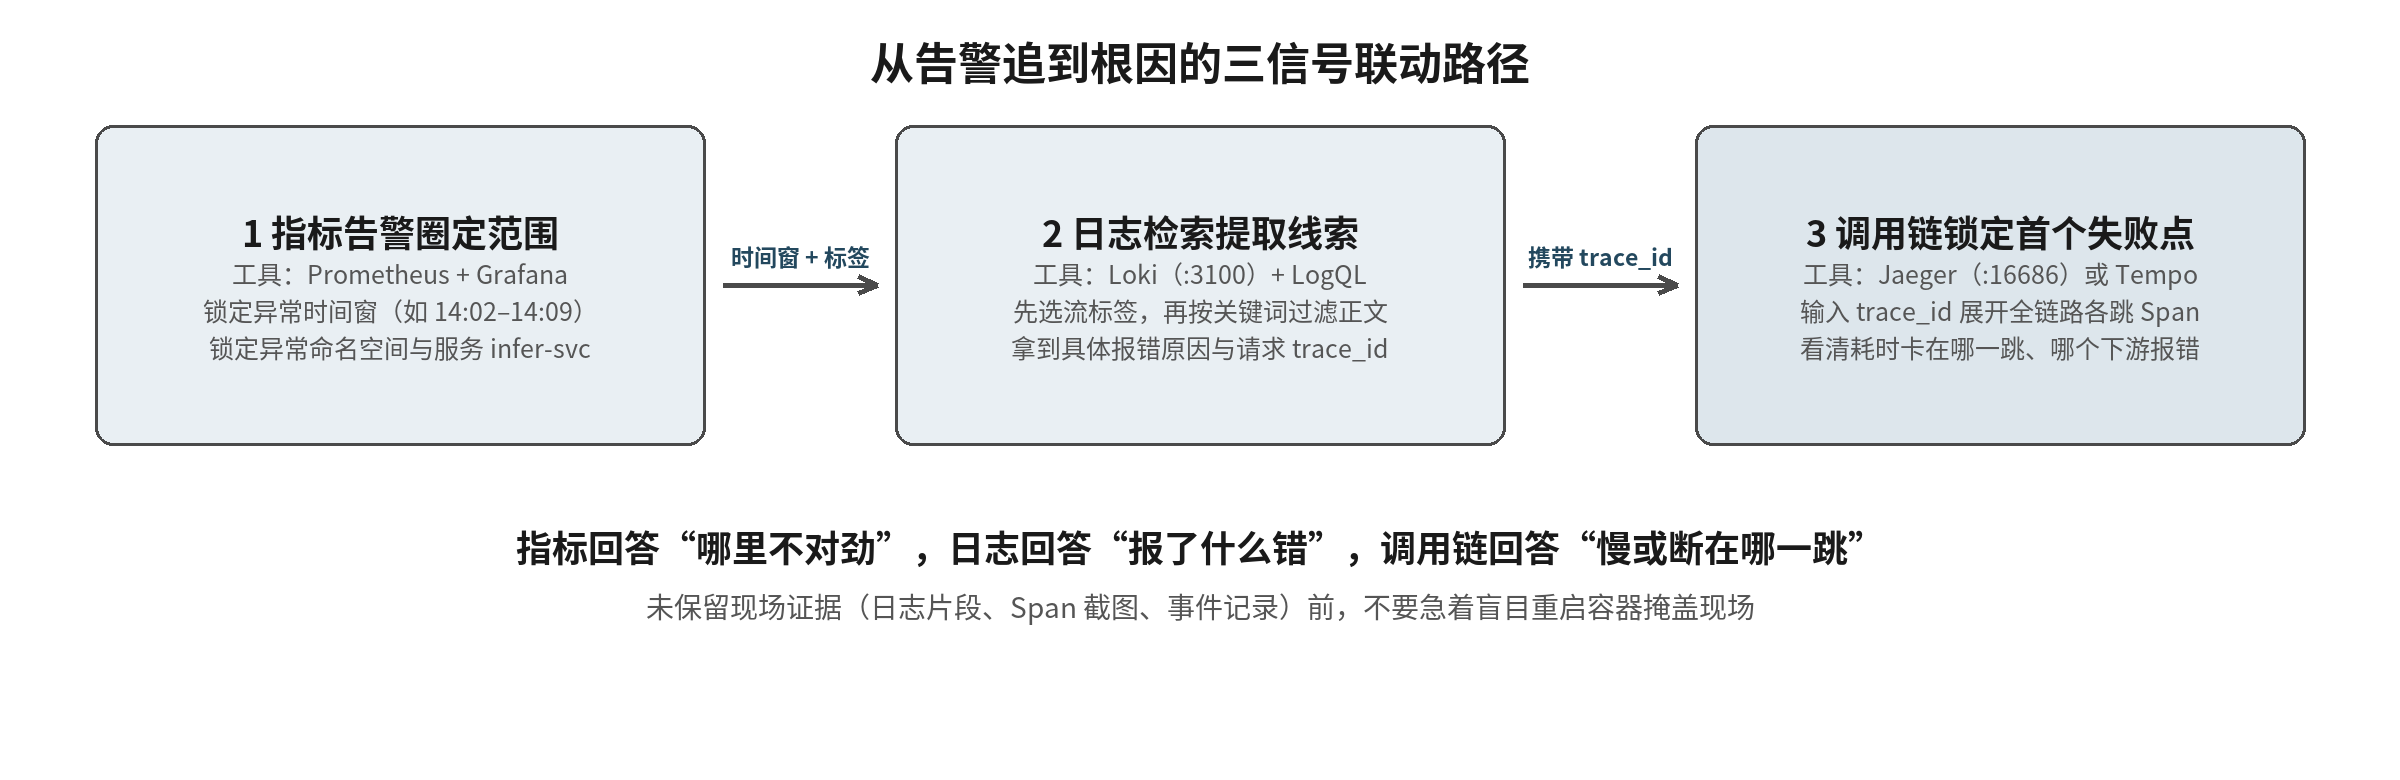 从告警追到根因的三信号联动路径
1 指标告警圈定范围
工具：Prometheus + Grafana
锁定异常时间窗（如 14:02–14:09）
锁定异常命名空间与服务 infer-svc
时间窗 + 标签
2 日志检索提取线索
工具：Loki（:3100）+ LogQL
先选流标签，再按关键词过滤正文
拿到具体报错原因与请求 trace_id
携带 trace_id
3 调用链锁定首个失败点
工具：Jaeger（:16686）或 Tempo
输入 trace_id 展开全链路各跳 Span
看清耗时卡在哪一跳、哪个下游报错
指标回答“哪里不对劲”，日志回答“报了什么错”，调用链回答“慢或断在哪一跳”
未保留现场证据（日志片段、Span 截图、事件记录）前，不要急着盲目重启容器掩盖现场